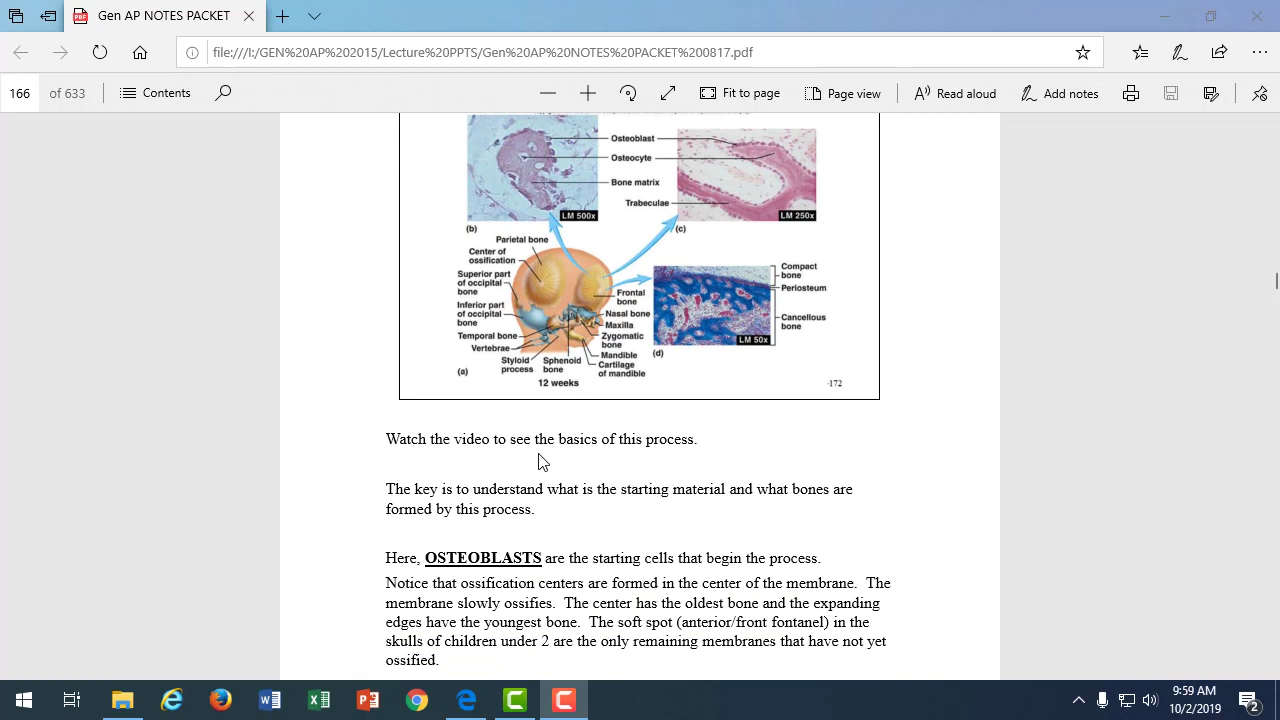 Gen AP NOTES PACKET
file:///I:/GEN%20AP%202015/Lecture%20PPTS/Gen%20AP%20NOTES%20PACKET%200817.pdf
166 of 633 Contents Fit to page Page view Read aloud Add notes
Osteoblast
Osteocyte
Bone matrix
Trabeculae
LM 500x
LM 250x
(b)
(c)
Parietal bone
Center of
ossification
Superior part
of occipital
bone
Inferior part
of occipital
bone
Temporal bone
Vertebrae
Styloid
process
Sphenoid
bone
Frontal
bone
Nasal bone
Maxilla
Zygomatic
bone
Mandible
Cartilage
of mandible
(a)
12 weeks
Compact
bone
Periosteum
Cancellous
bone
LM 50x
(d)
-172
Watch the video to see the basics of this process.
The key is to understand what is the starting material and what bones are
formed by this process.
Here, OSTEOBLASTS are the starting cells that begin the process.
Notice that ossification centers are formed in the center of the membrane. The
membrane slowly ossifies. The center has the oldest bone and the expanding
edges have the youngest bone. The soft spot (anterior/front fontanel) in the
skulls of children under 2 are the only remaining membranes that have not yet
ossified.
9:59 AM
10/2/2019
2